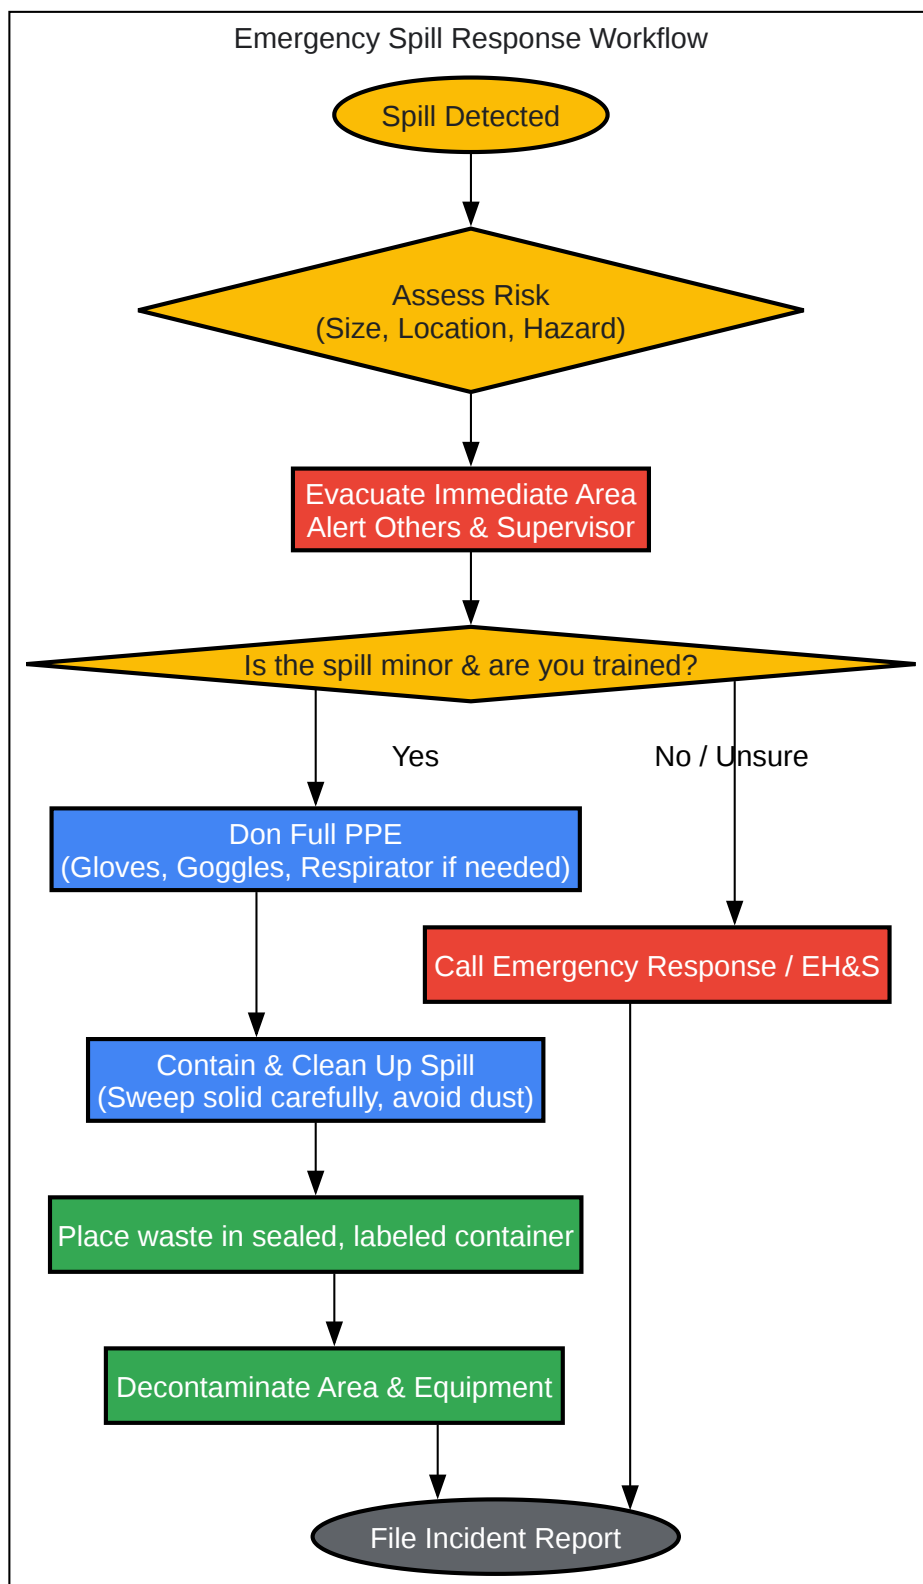 Emergency Spill Response Workflow
Spill Detected
Assess Risk
(Size, Location, Hazard)
Evacuate Immediate Area
Alert Others & Supervisor
Is the spill minor & are you trained?
Yes
No / Unsure
Don Full PPE
(Gloves, Goggles, Respirator if needed)
Call Emergency Response / EH&S
Contain & Clean Up Spill
(Sweep solid carefully, avoid dust)
Place waste in sealed, labeled container
Decontaminate Area & Equipment
File Incident Report